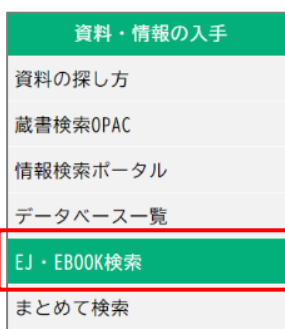 資料・情報の入手
資料の探し方
蔵書検索OPAC
情報検索ポータル
データベース一覧
EJ・EBOOK検索
まとめて検索